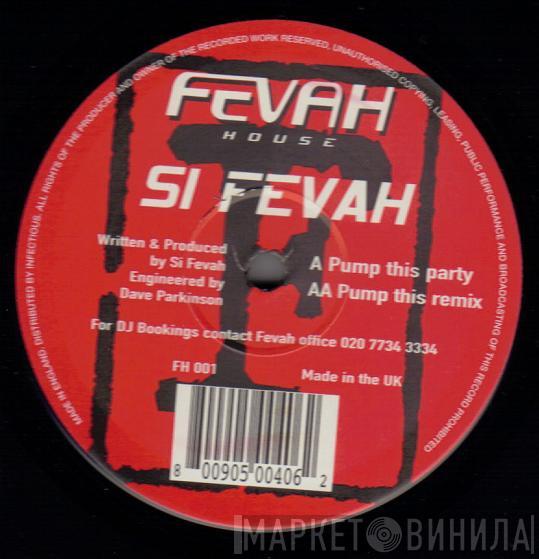 MADE IN ENGLAND. DISTRIBUTED BY INFECTIOUS. ALL RIGHTS OF THE PRODUCER AND OWNER OF THE RECORDED WORK RESERVED, UNAUTHORISED COPYING, LEASING, PUBLIC PERFORMANCE AND BROADCASTING OF THIS RECORD PROHIBITED
FEVAH
HOUSE
SI FEVAH
Written & Produced
by Si Fevah
Engineered by
Dave Parkinson
A Pump this party
AA Pump this remix
For DJ Bookings contact Fevah office 020 7734 3334
FH 001
Made in the UK
8 00905 00406 2
МАРКЕТ ВИНИЛА